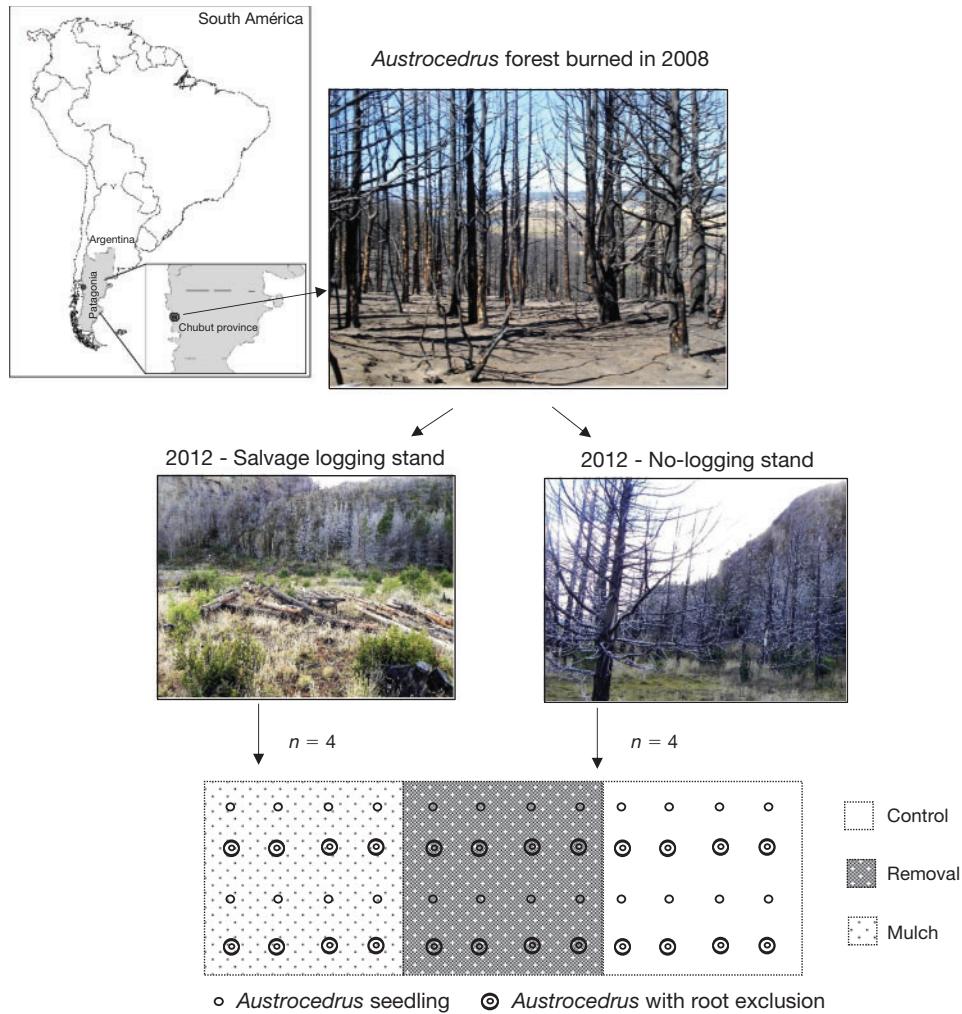 South América
Argentina
Patagonia
Chubut province
Austrocedrus forest burned in 2008
2012 - Salvage logging stand
2012 - No-logging stand
n = 4
n = 4
Control
Removal
Mulch
Austrocedrus seedling
Austrocedrus with root exclusion